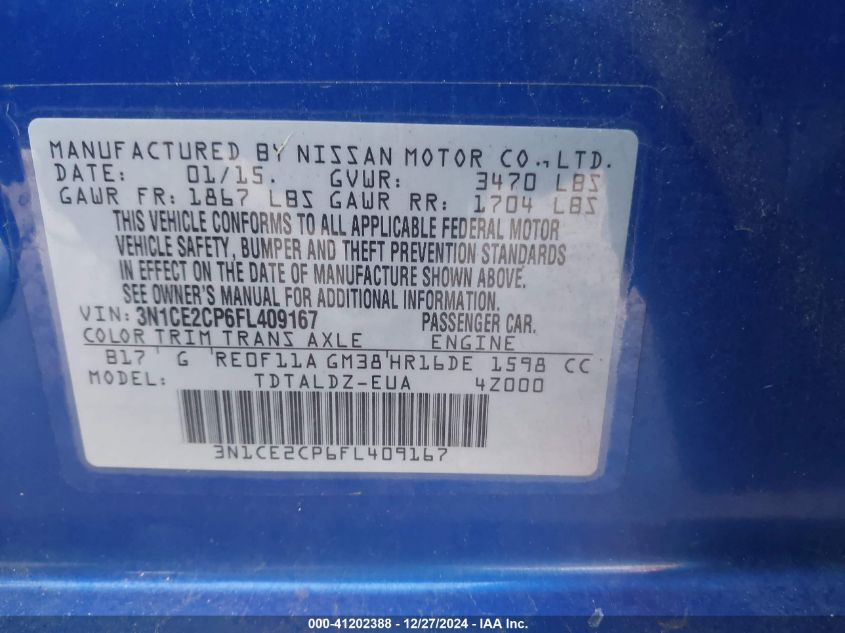 MANUFACTURED BY NISSAN MOTOR CO., LTD.
DATE: 01/15. GVWR: 3470 LBS
GAWR FR: 1867 LBS GAWR RR: 1704 LBS
THIS VEHICLE CONFORMS TO ALL APPLICABLE FEDERAL MOTOR
VEHICLE SAFETY, BUMPER AND THEFT PREVENTION STANDARDS
IN EFFECT ON THE DATE OF MANUFACTURE SHOWN ABOVE.
SEE OWNER'S MANUAL FOR ADDITIONAL INFORMATION.
VIN: 3N1CE2CP6FL409167 PASSENGER CAR.
COLOR TRIM TRANS AXLE ENGINE
B17 G RE0F11A GM38 HR16DE 1598 CC
MODEL: TDTALDZ-EUA 4Z000
3N1CE2CP6FL409167
000-41202388 - 12/27/2024 - IAA Inc.